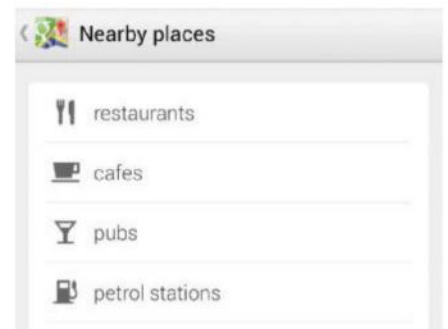 Nearby places
restaurants
cafes
pubs
petrol stations